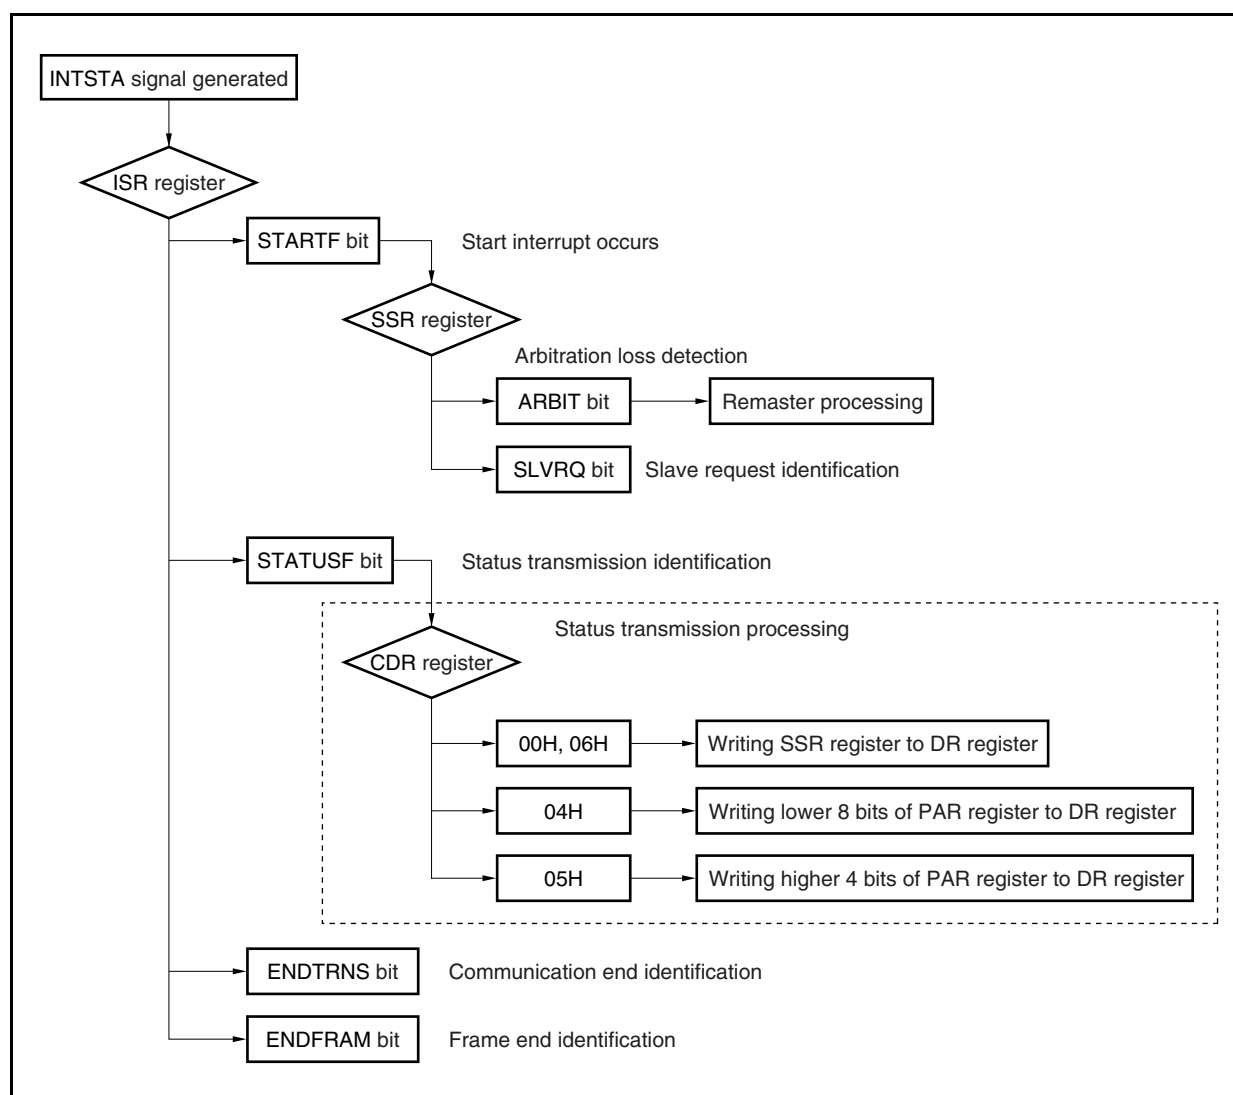 INTSTA signal generated
ISR register
STARTF bit
Start interrupt occurs
SSR register
Arbitration loss detection
ARBIT bit
Remaster processing
SLVRQ bit
Slave request identification
STATUSF bit
Status transmission identification
Status transmission processing
CDR register
00H, 06H
Writing SSR register to DR register
04H
Writing lower 8 bits of PAR register to DR register
05H
Writing higher 4 bits of PAR register to DR register
ENDTRNS bit
Communication end identification
ENDFRAM bit
Frame end identification